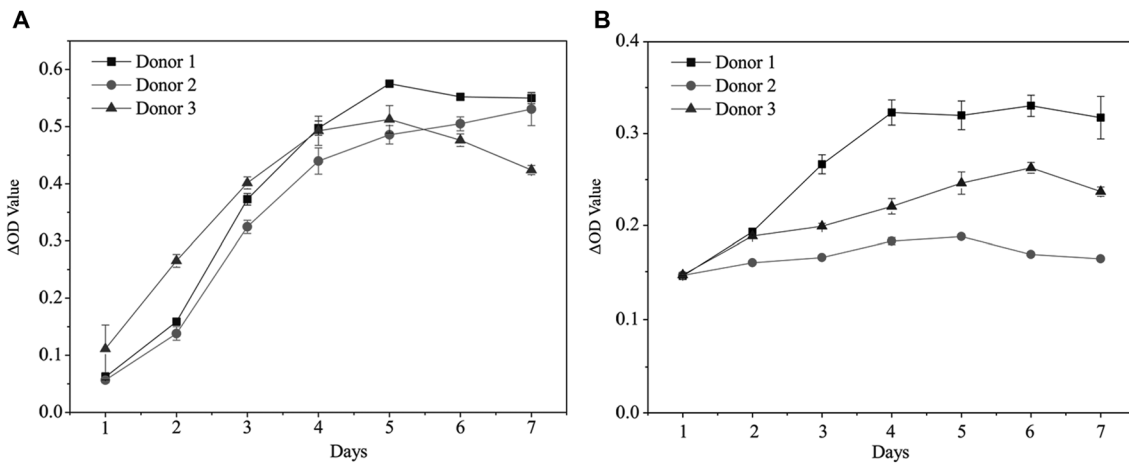 A
B
Donor 1
Donor 2
Donor 3
ΔOD Value
0.6
0.5
0.4
0.3
0.2
0.1
0.0
1 2 3 4 5 6 7
Days
Donor 1
Donor 2
Donor 3
ΔOD Value
0.4
0.3
0.2
0.1
0.0
1 2 3 4 5 6 7
Days